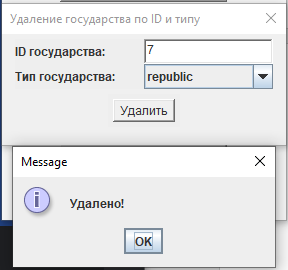 Удаление государства по ID и типу
ID государства: 7
Тип государства: republic
Удалить
Message
Удалено!
OK